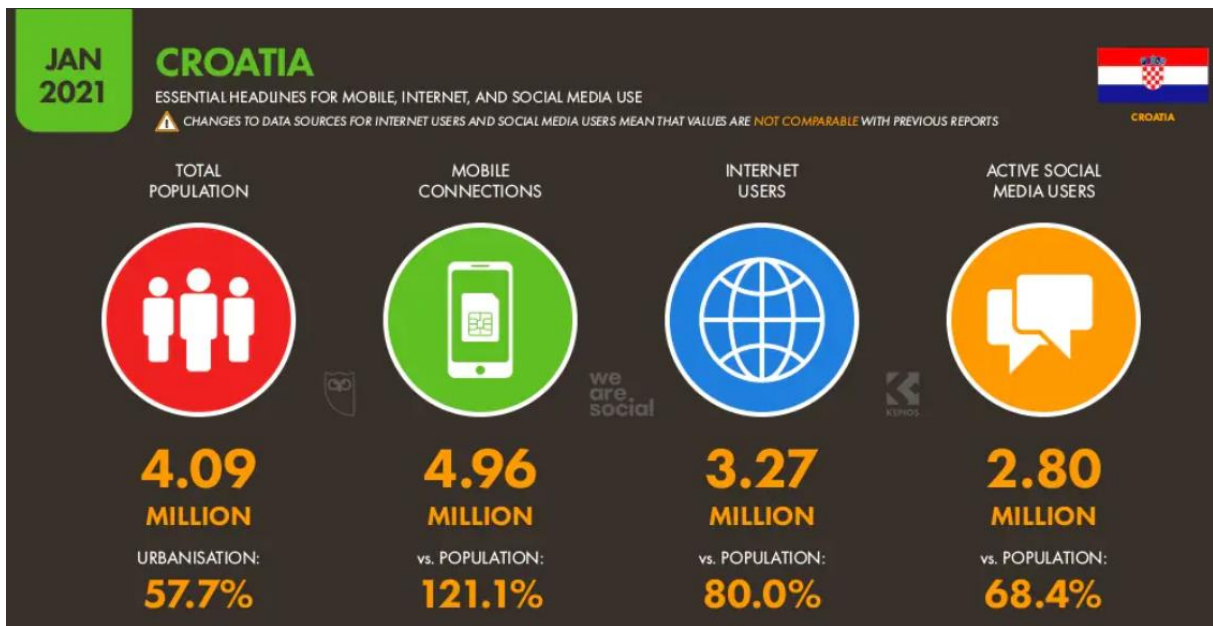 JAN
2021
CROATIA
ESSENTIAL HEADLINES FOR MOBILE, INTERNET, AND SOCIAL MEDIA USE
CHANGES TO DATA SOURCES FOR INTERNET USERS AND SOCIAL MEDIA USERS MEAN THAT VALUES ARE NOT COMPARABLE WITH PREVIOUS REPORTS
CROATIA
TOTAL
POPULATION
MOBILE
CONNECTIONS
INTERNET
USERS
ACTIVE SOCIAL
MEDIA USERS
we
are.
social
KEPIOS
4.09
MILLION
URBANISATION:
57.7%
4.96
MILLION
vs. POPULATION:
121.1%
3.27
MILLION
vs. POPULATION:
80.0%
2.80
MILLION
vs. POPULATION:
68.4%